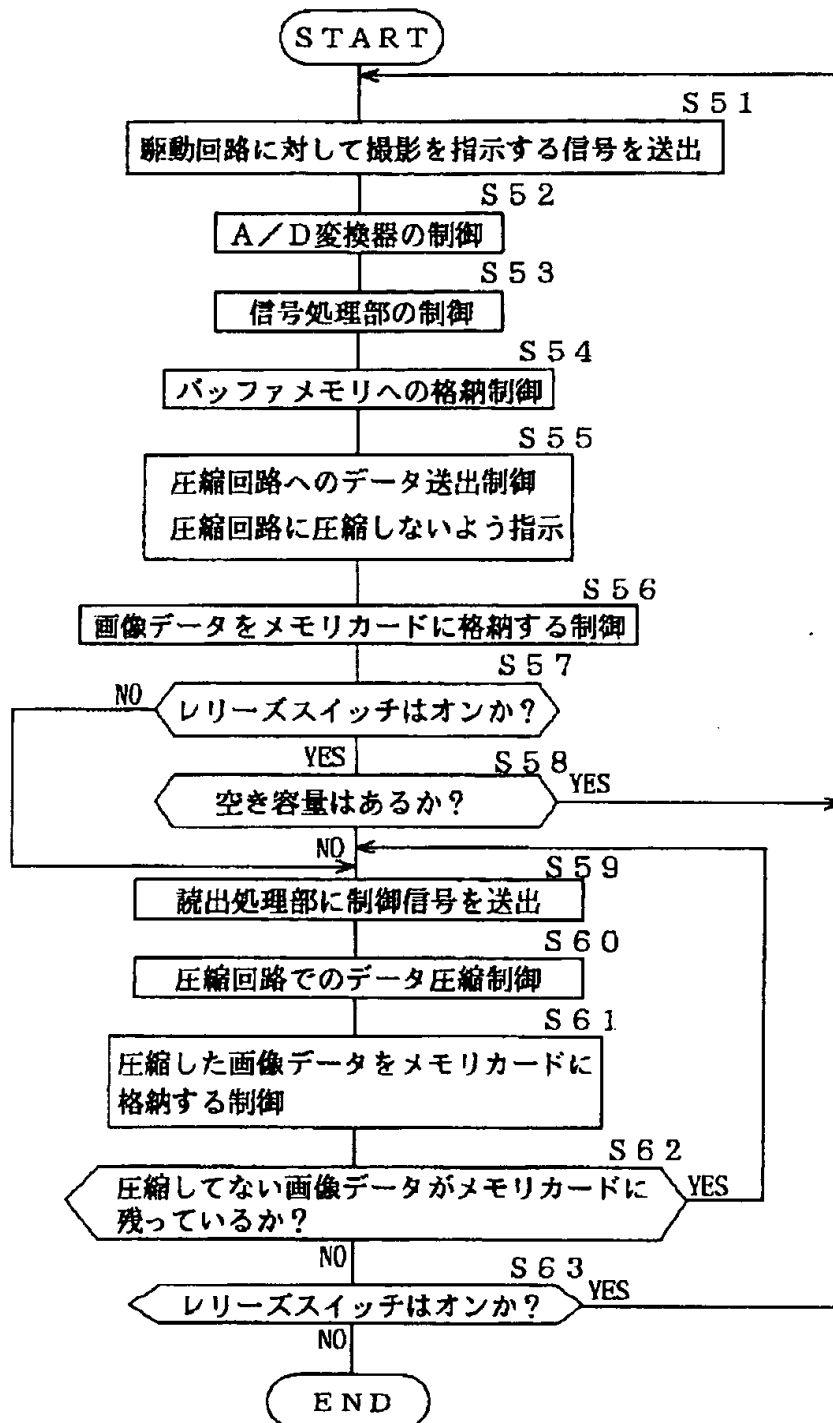 START
S51
駆動回路に対して撮影を指示する信号を送出
S52
A/D変換器の制御
S53
信号処理部の制御
S54
バッファメモリへの格納制御
S55
圧縮回路へのデータ送出制御
圧縮回路に圧縮しないよう指示
S56
画像データをメモリカードに格納する制御
S57
NO
レリーズスイッチはオンか?
YES
S58
空き容量はあるか?
YES
NO
S59
読出処理部に制御信号を送出
S60
圧縮回路でのデータ圧縮制御
S61
圧縮した画像データをメモリカードに
格納する制御
S62
圧縮してない画像データがメモリカードに
残っているか?
YES
NO
S63
レリーズスイッチはオンか?
YES
NO
END